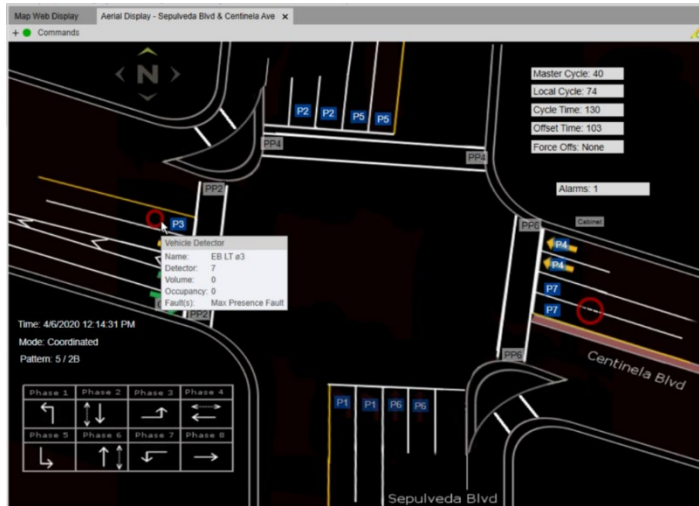 Map Web Display
Aerial Display - Sepulveda Blvd & Centinela Ave ×
+ Commands
N
Master Cycle: 40
Local Cycle: 74
Cycle Time: 130
Offset Time: 103
Force Offs: None
Alarms: 1
P2 P2 P5 P5
PP4 PP4
PP2
P3
PP6
Cabinet
P4
P4
P7
P7
Vehicle Detector
Name: EB LT ø3
Detector: 7
Volume: 0
Occupancy: 0
Fault(s): Max Presence Fault
PP2
PP6
Time: 4/6/2020 12:14:31 PM
Mode: Coordinated
Pattern: 5 / 2B
Centinela Blvd
Phase 1 Phase 2 Phase 3 Phase 4
Phase 5 Phase 6 Phase 7 Phase 8
P1 P1 P6 P6
Sepulveda Blvd